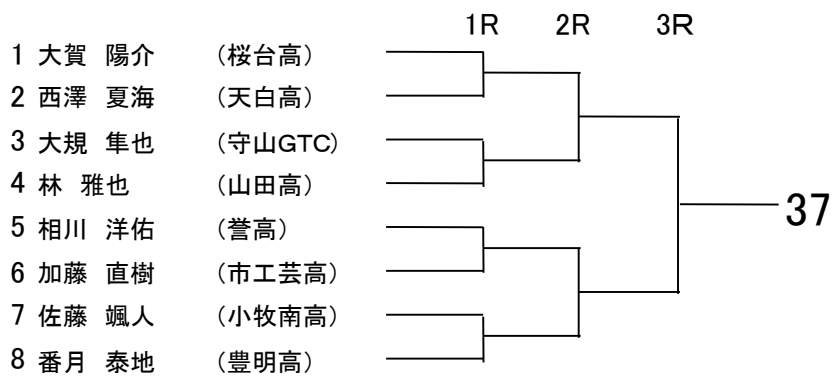 1R 2R 3R
1 大賀 陽介 (桜台高)
2 西澤 夏海 (天白高)
3 大規 隼也 (守山GTC)
4 林 雅也 (山田高)
5 相川 洋佑 (誉高)
6 加藤 直樹 (市工芸高)
37
7 佐藤 颯人 (小牧南高)
8 番月 泰地 (豊明高)